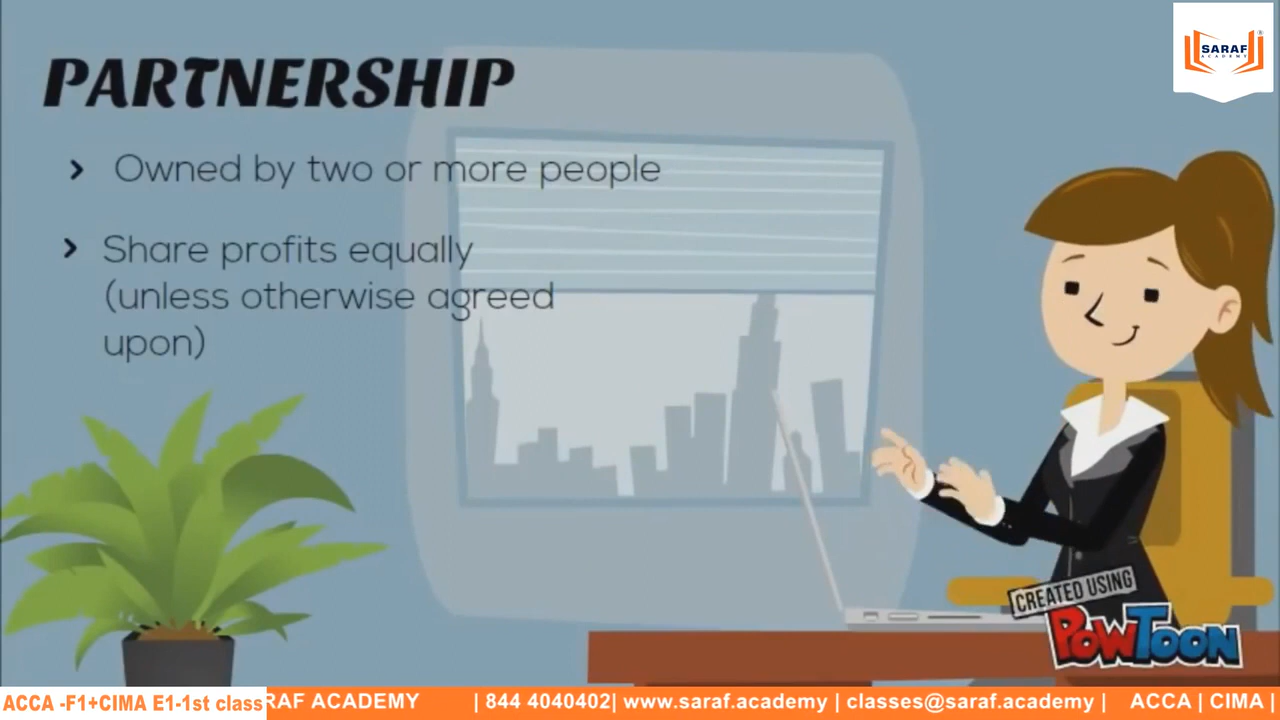 PARTNERSHIP
Owned by two or more people
Share profits equally
(unless otherwise agreed
upon)
SARAF
ACADEMY
CREATED USING
POWTOON
ACCA -F1+CIMA E1-1st class
RAF ACADEMY | 844 4040402| www.saraf.academy | classes@saraf.academy | ACCA | CIMA |